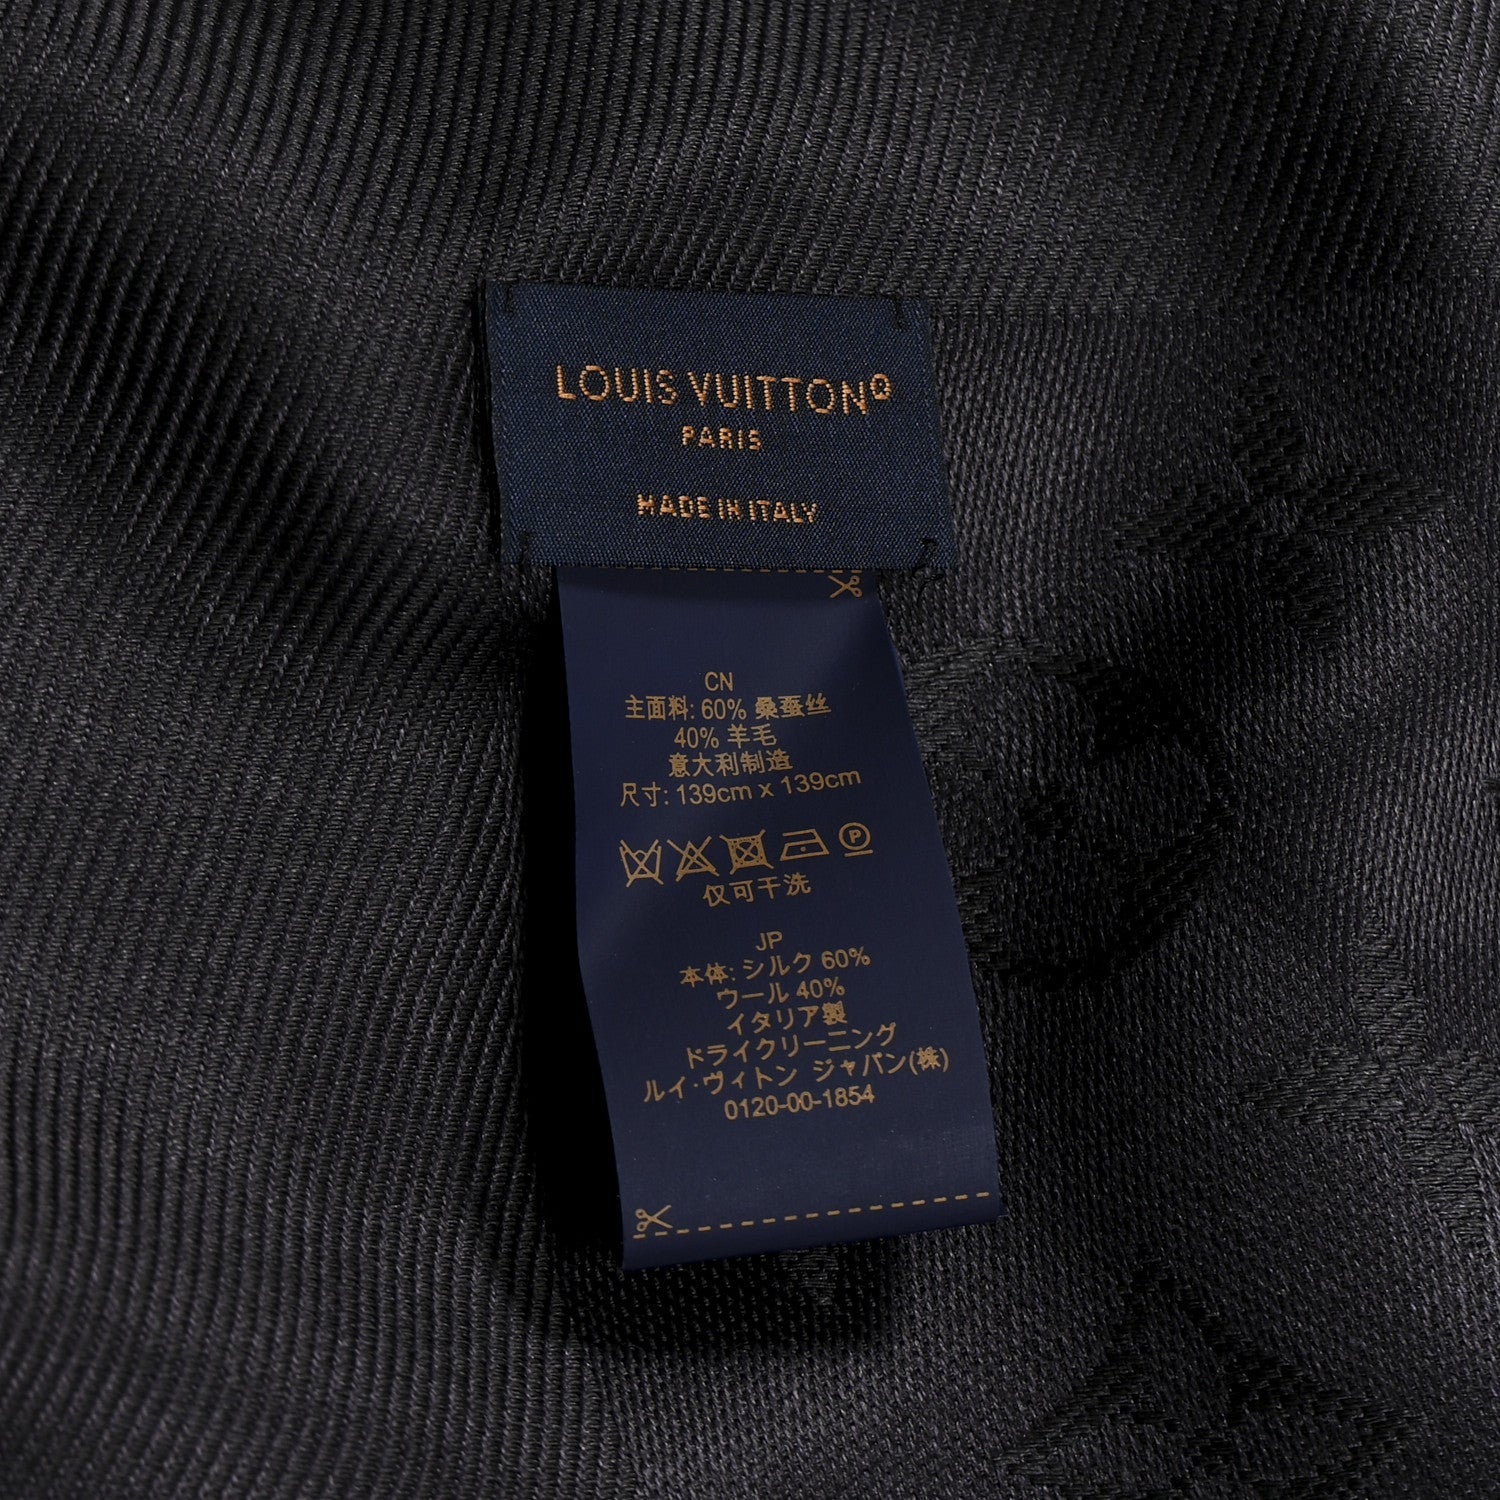 LOUIS VUITTON®
PARIS
MADE IN ITALY
CN
主面料: 60% 桑蚕丝
40% 羊毛
意大利制造
尺寸: 139cm x 139cm
P
仅可干洗
JP
本体: シルク 60%
ウール 40%
イタリア製
ドライクリーニング
ルイ·ヴィトン ジャパン(株)
0120-00-1854